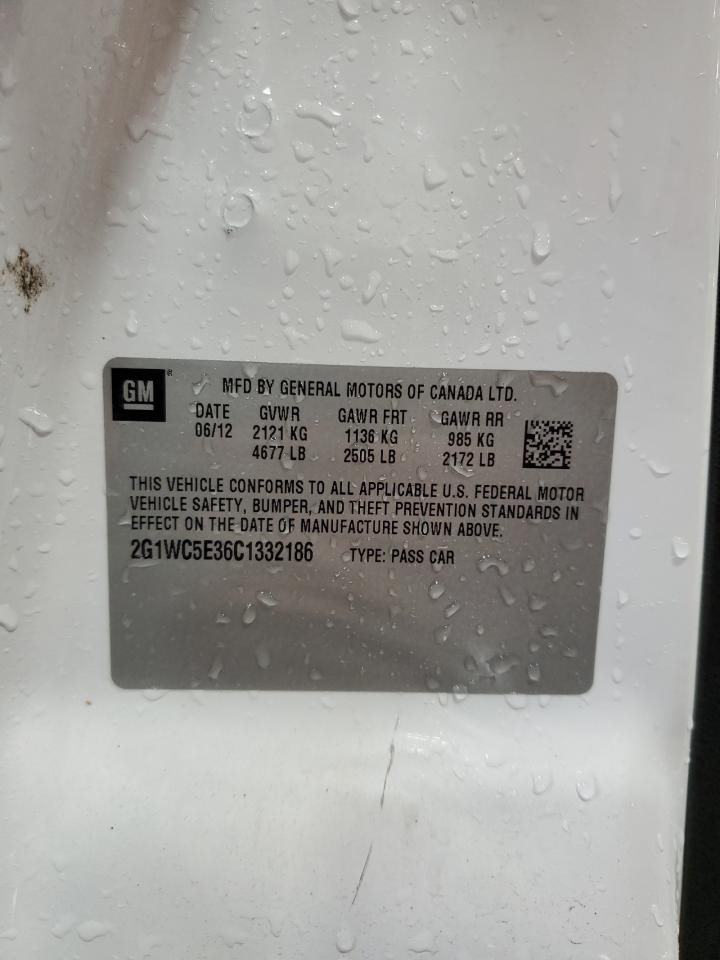 GM ® MFD BY GENERAL MOTORS OF CANADA LTD.
DATE GVWR GAWR FRT GAWR RR
06/12 2121 KG 1136 KG 985 KG
4677 LB 2505 LB 2172 LB
THIS VEHICLE CONFORMS TO ALL APPLICABLE U.S. FEDERAL MOTOR
VEHICLE SAFETY, BUMPER, AND THEFT PREVENTION STANDARDS IN
EFFECT ON THE DATE OF MANUFACTURE SHOWN ABOVE.
2G1WC5E36C1332186 TYPE: PASS CAR